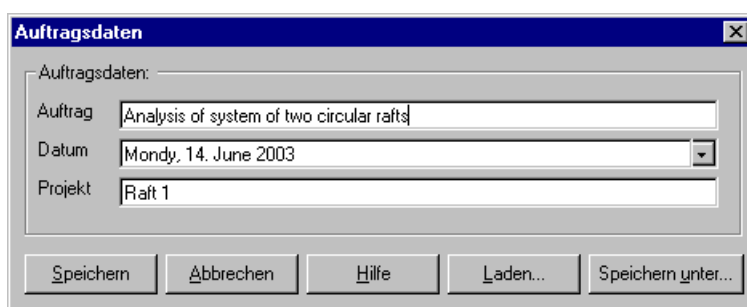 Auftragsdaten
Auftragsdaten:
Auftrag Analysis of system of two circular rafts
Datum Mondy, 14. June 2003
Projekt Raft 1
Speichern Abbrechen Hilfe Laden... Speichern unter...